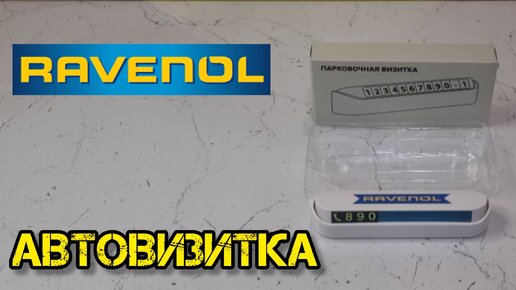 RAVENOL
ПАРКОВОЧНАЯ ВИЗИТКА
1234567890-1
RAVENOL
890
АВТОВИЗИТКА